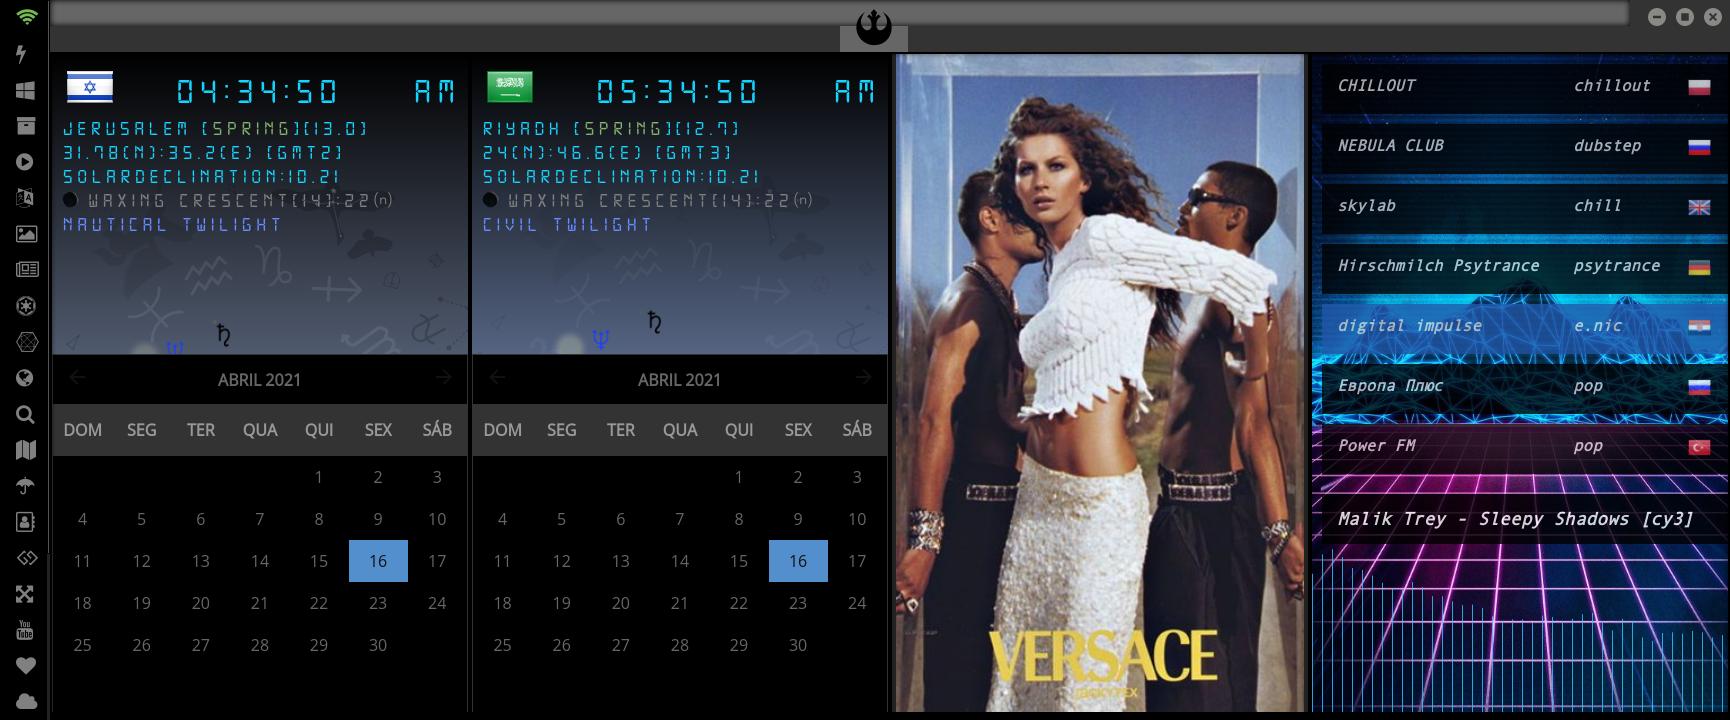 04:34:50 AM
JERUSALEM [SPRING][13.0]
31.78(N):35.2(E) [GMT2]
SOLARDECLINATION:10.21
WAXING CRESCENT[14]:22(n)
NAUTICAL TWILIGHT
ABRIL 2021
DOM SEG TER QUA QUI SEX SÁB
1 2 3
4 5 6 7 8 9 10
11 12 13 14 15 16 17
18 19 20 21 22 23 24
25 26 27 28 29 30
05:34:50 AM
RIYADH [SPRING][12.7]
24(N):46.6(E) [GMT3]
SOLARDECLINATION:10.21
WAXING CRESCENT[14]:22(n)
CIVIL TWILIGHT
ABRIL 2021
DOM SEG TER QUA QUI SEX SÁB
1 2 3
4 5 6 7 8 9 10
11 12 13 14 15 16 17
18 19 20 21 22 23 24
25 26 27 28 29 30
VERSACE
CHILLOUT chillout
NEBULA CLUB dubstep
skylab chill
Hirschmilch Psytrance psytrance
digital impulse e.nic
Европа Плюс pop
Power FM pop
Malik Trey - Sleepy Shadows [cy3]
You
Tube